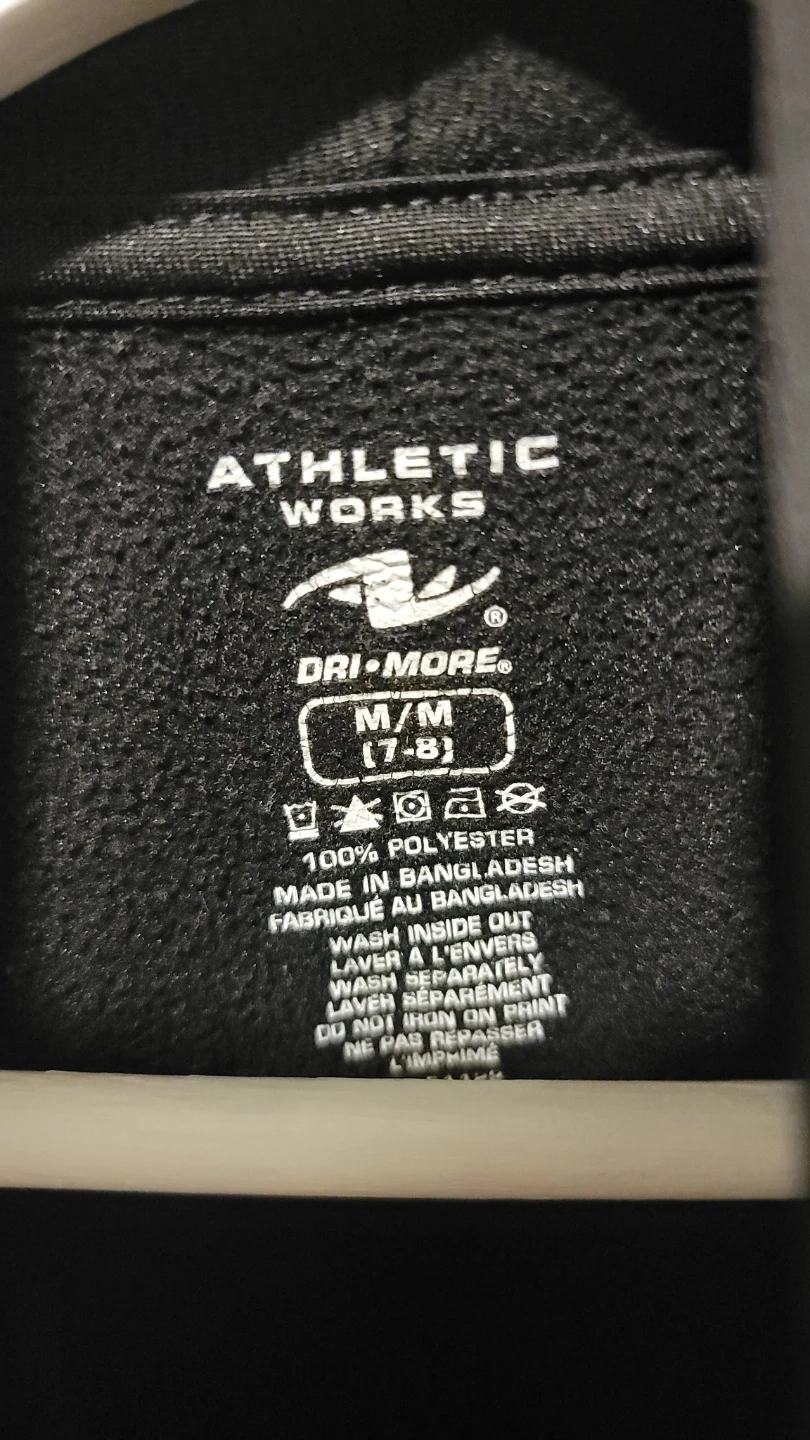 ATHLETIC
WORKS
®
DRI•MORE®
M/M
(7-8)
100% POLYESTER
MADE IN BANGLADESH
FABRIQUÉ AU BANGLADESH
WASH INSIDE OUT
LAVER À L'ENVERS
WASH SEPARATELY
LAVER SÉPARÉMENT
DO NOT IRON ON PRINT
NE PAS REPASSER
L'IMPRIMÉ